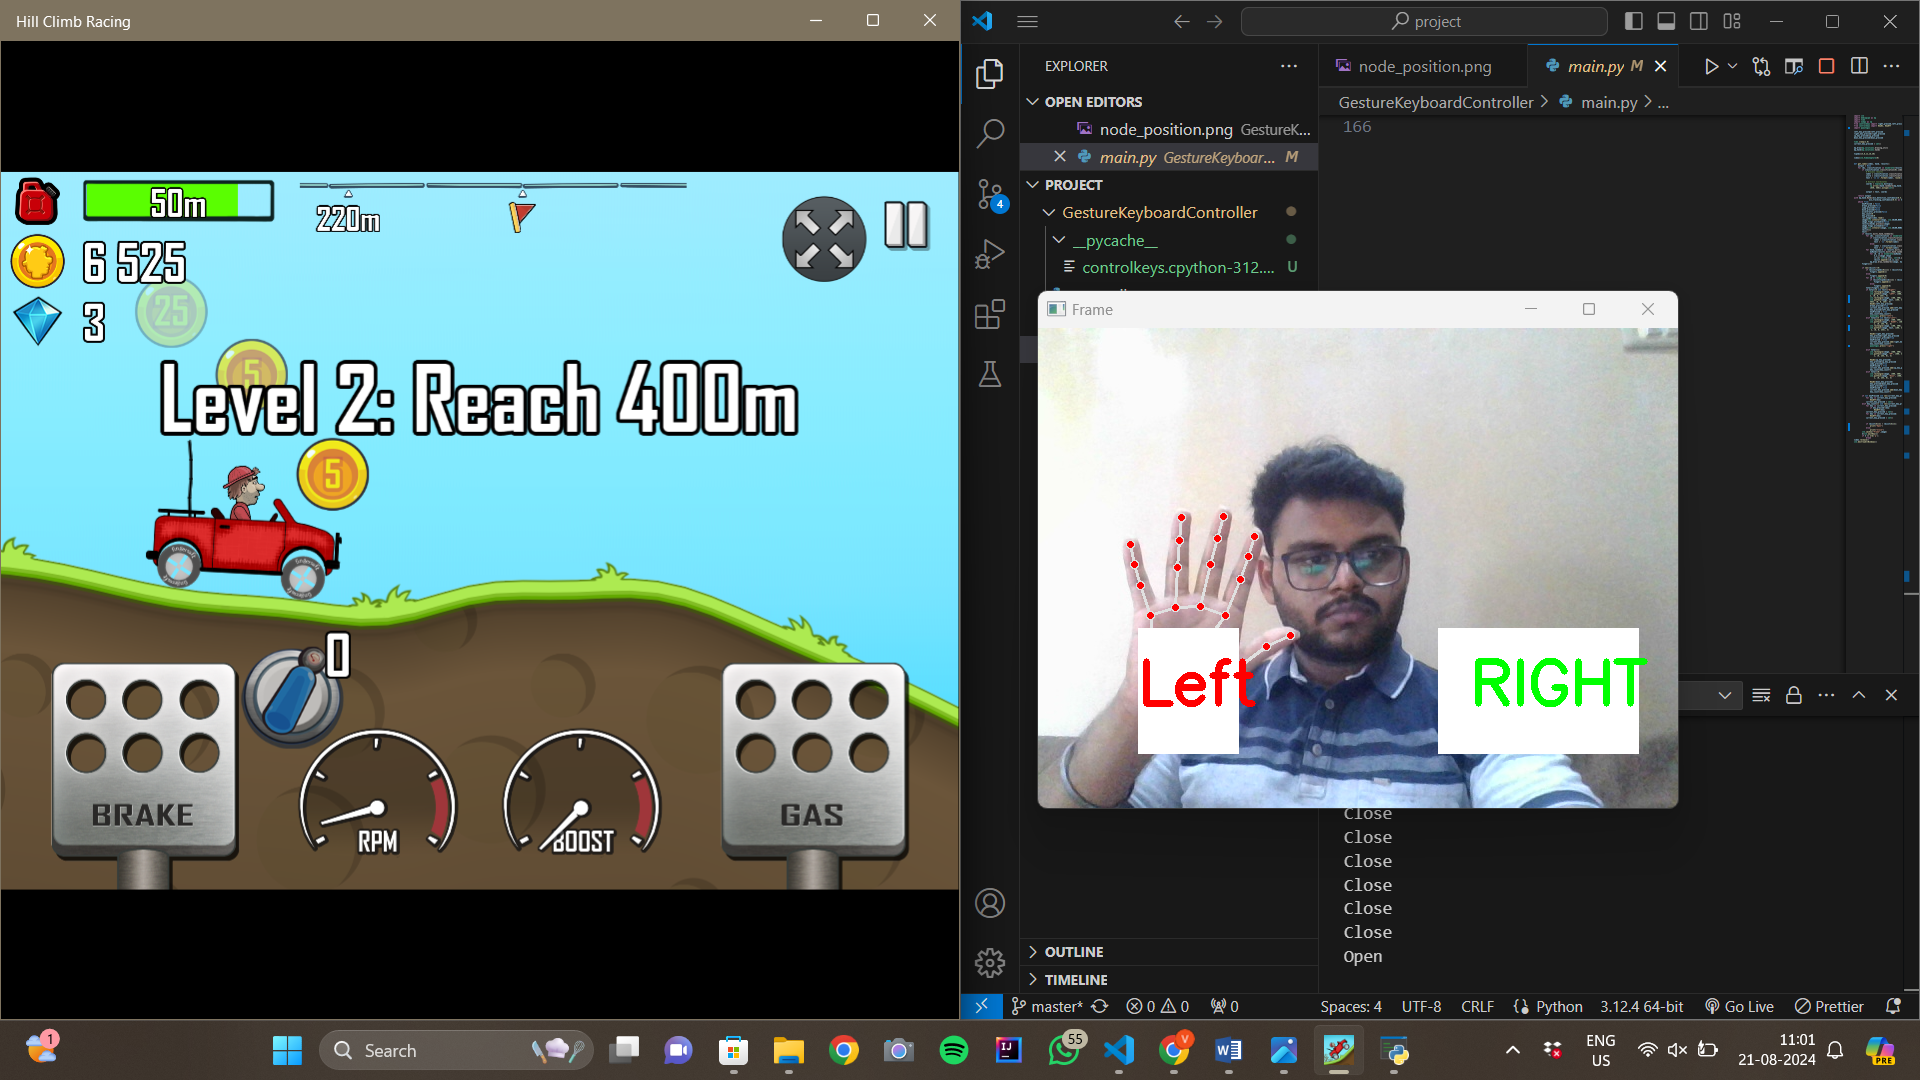 Hill Climb Racing
50m
220m
6 525
25
3
5
Level 2: Reach 400m
5
0
BRAKE
RPM
BOOST
GAS
project
EXPLORER
node_position.png
main.py M
OPEN EDITORS
GestureKeyboardController
main.py
...
node_position.png GestureK...
166
main.py GestureKeyboar... M
PROJECT
4
GestureKeyboardController
__pycache__
controlkeys.cpython-312.... U
Frame
Left
RIGHT
Close
Close
Close
Close
Close
Close
Open
OUTLINE
TIMELINE
master*
0
0
0
Spaces: 4
UTF-8
CRLF
Python
3.12.4 64-bit
Go Live
Prettier
1
Search
55
V
ENG
US
11:01
21-08-2024
PRE